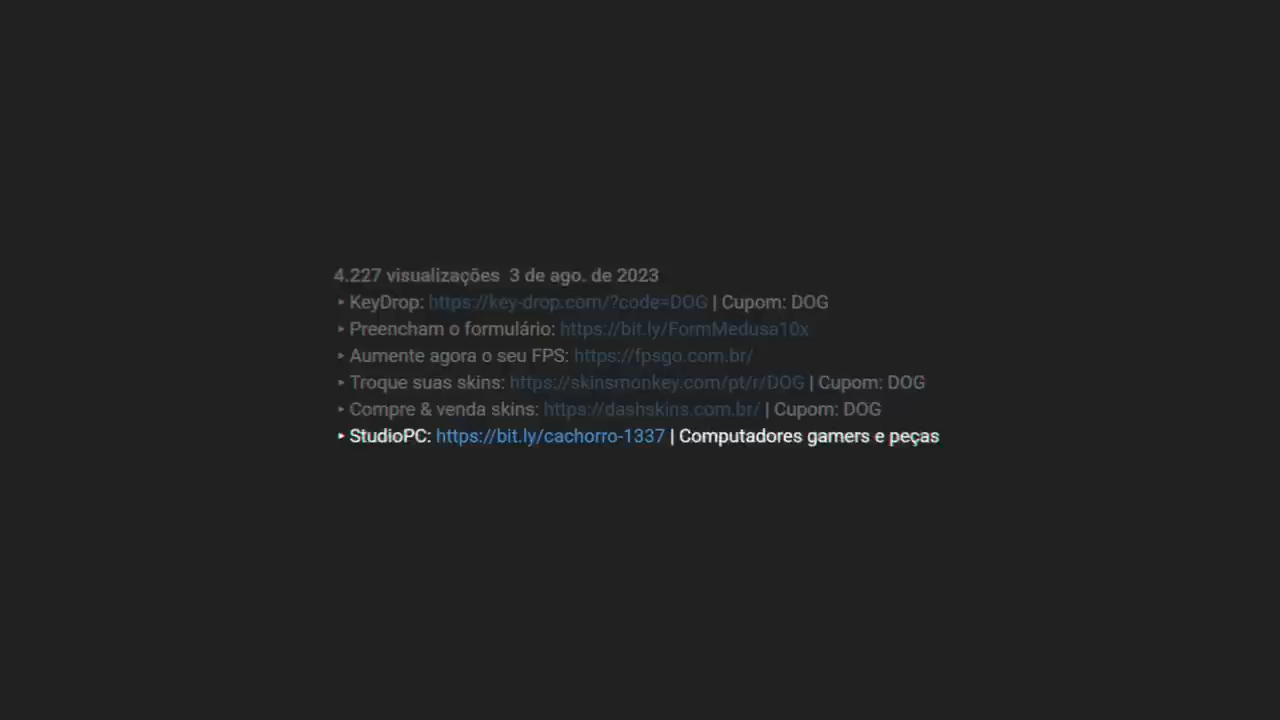 4.227 visualizações  3 de ago. de 2023
‣ KeyDrop: https://key-drop.com/?code=DOG | Cupom: DOG
‣ Preencham o formulário: https://bit.ly/FormMedusa10x
‣ Aumente agora o seu FPS: https://fpsgo.com.br/
‣ Troque suas skins: https://skinsmonkey.com/pt/r/DOG | Cupom: DOG
‣ Compre & venda skins: https://dashskins.com.br/ | Cupom: DOG
‣ StudioPC: https://bit.ly/cachorro-1337 | Computadores gamers e peças